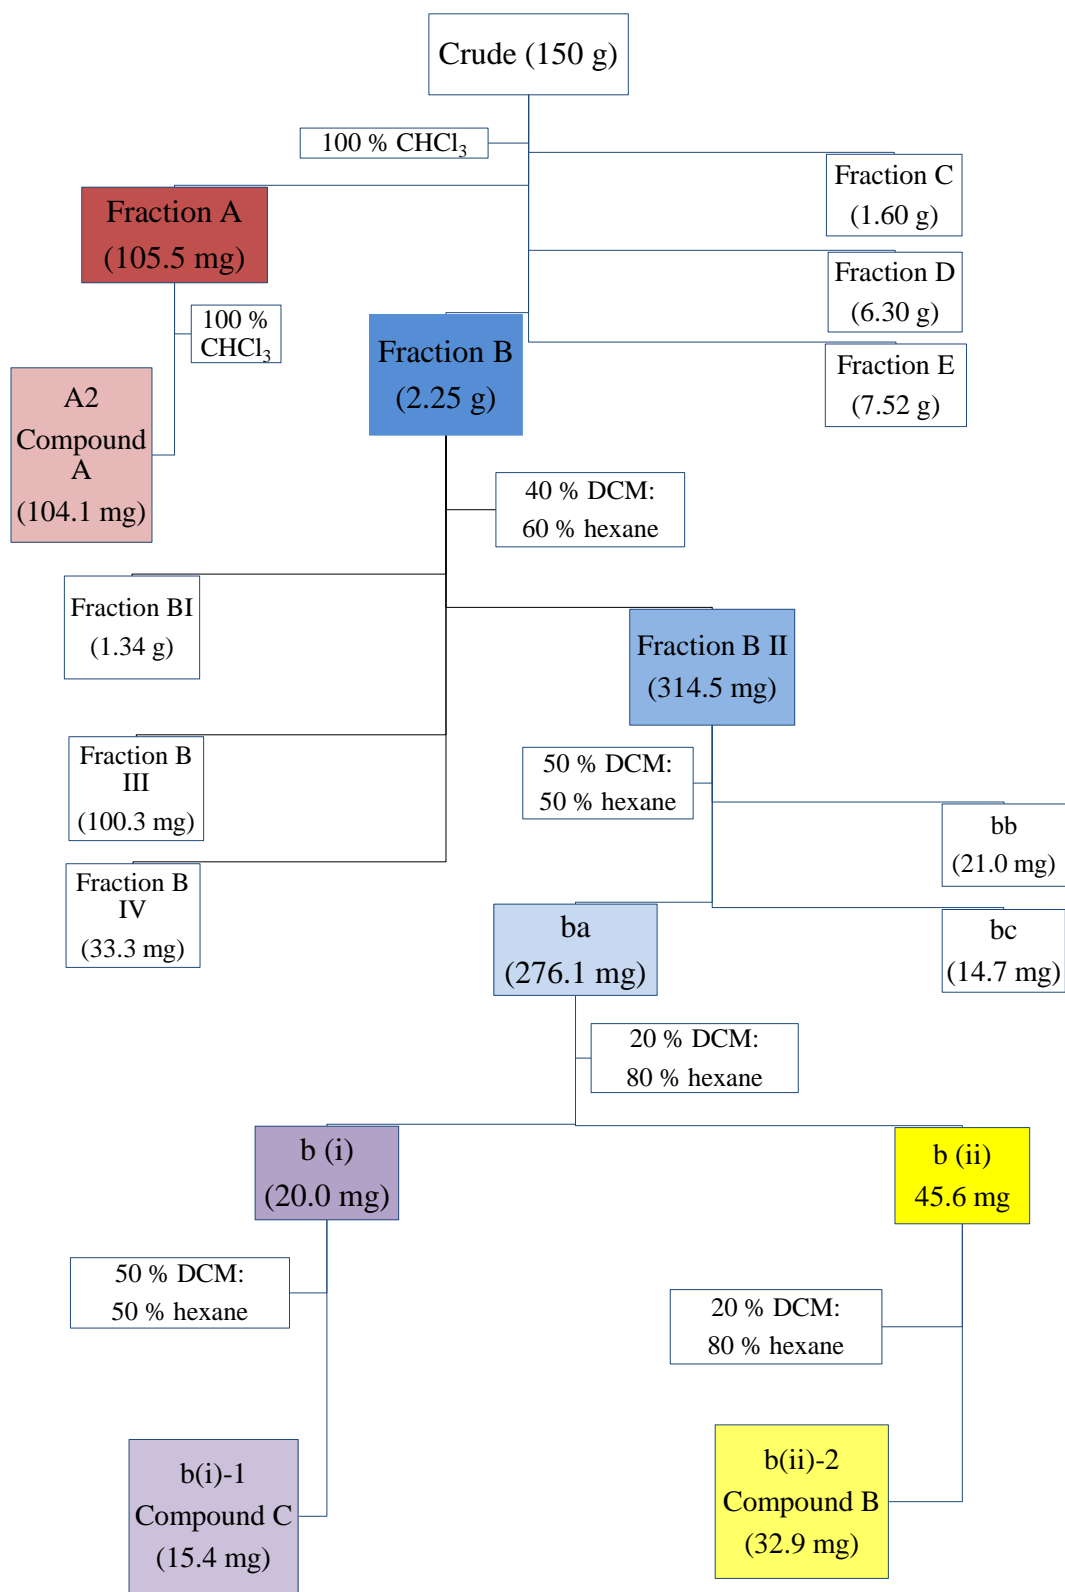 Crude (150 g)
100 % CHCl₃
Fraction C
(1.60 g)
Fraction A
(105.5 mg)
Fraction D
(6.30 g)
100 %
CHCl₃
Fraction B
(2.25 g)
Fraction E
(7.52 g)
A2
Compound
A
(104.1 mg)
40 % DCM:
60 % hexane
Fraction BI
(1.34 g)
Fraction B II
(314.5 mg)
Fraction B
III
(100.3 mg)
50 % DCM:
50 % hexane
bb
(21.0 mg)
Fraction B
IV
(33.3 mg)
ba
(276.1 mg)
bc
(14.7 mg)
20 % DCM:
80 % hexane
b (i)
(20.0 mg)
b (ii)
45.6 mg
50 % DCM:
50 % hexane
20 % DCM:
80 % hexane
b(i)-1
Compound C
(15.4 mg)
b(ii)-2
Compound B
(32.9 mg)